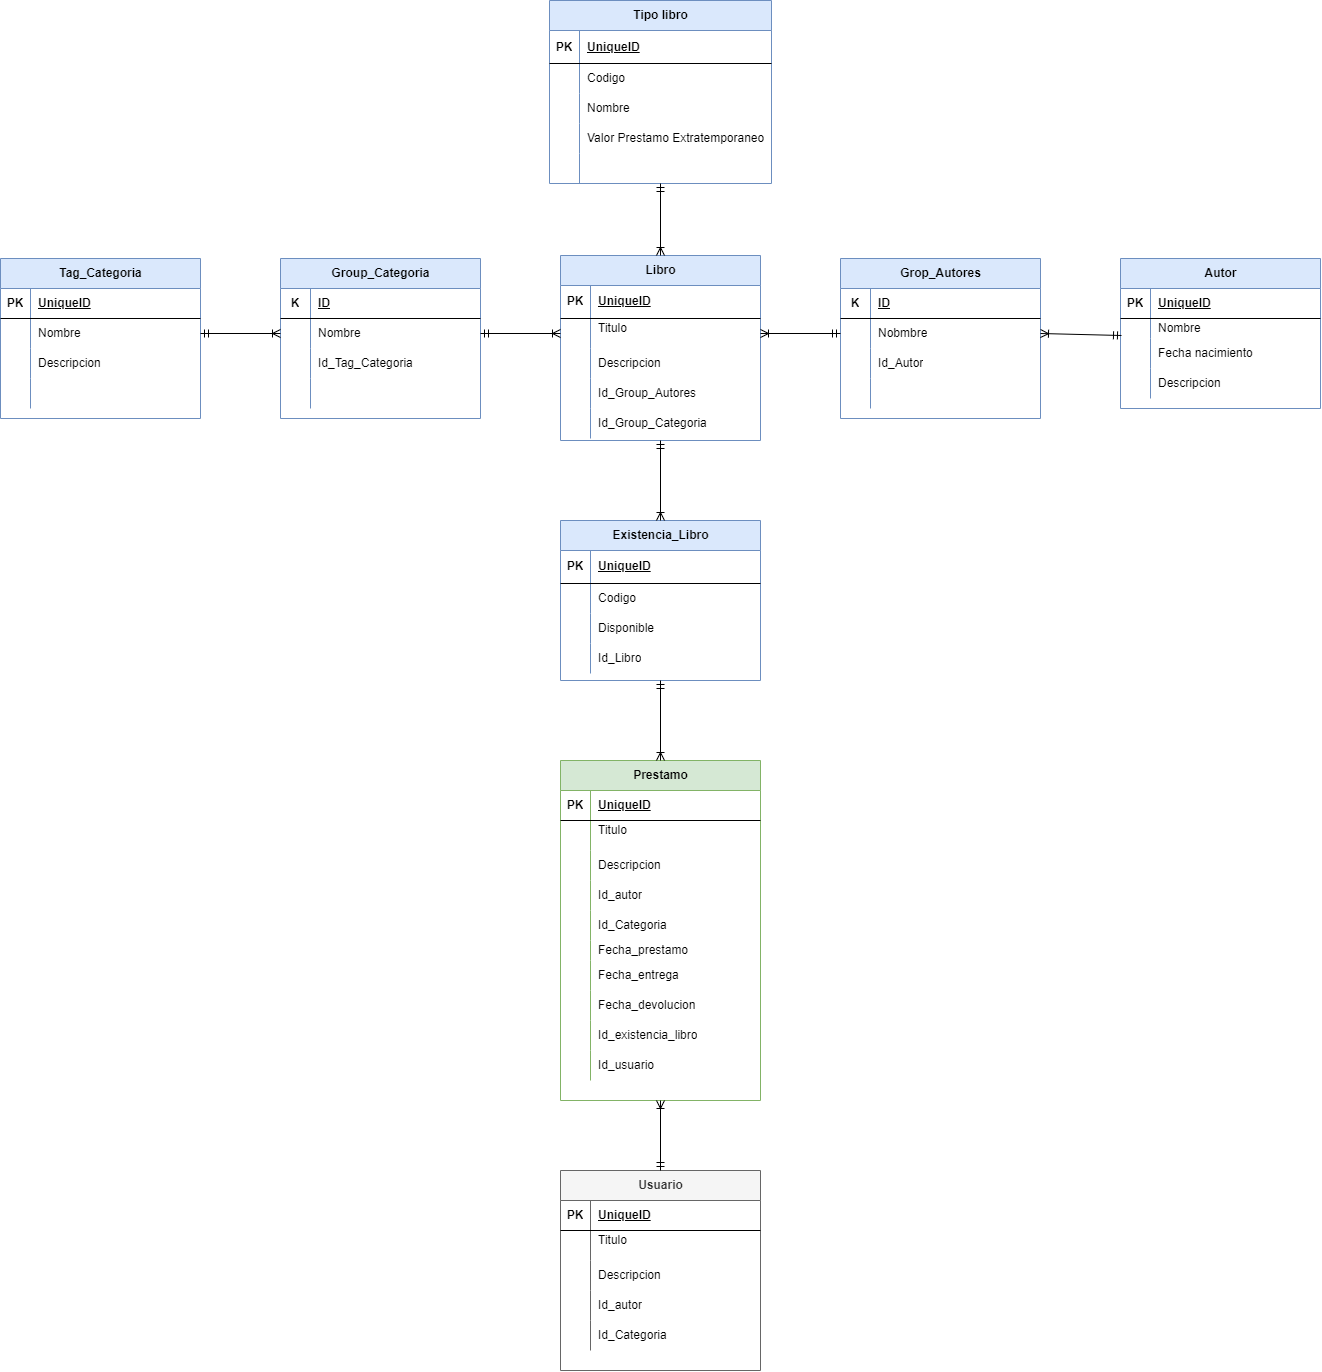 Tipo libro
PK UniqueID
Codigo
Nombre
Valor Prestamo Extratemporaneo
Tag_Categoria
PK UniqueID
Nombre
Descripcion
Group_Categoria
K ID
Nombre
Id_Tag_Categoria
Libro
PK UniqueID
Titulo
Descripcion
Id_Group_Autores
Id_Group_Categoria
Grop_Autores
K ID
Nobmbre
Id_Autor
Autor
PK UniqueID
Nombre
Fecha nacimiento
Descripcion
Existencia_Libro
PK UniqueID
Codigo
Disponible
Id_Libro
Prestamo
PK UniqueID
Titulo
Descripcion
Id_autor
Id_Categoria
Fecha_prestamo
Fecha_entrega
Fecha_devolucion
Id_existencia_libro
Id_usuario
Usuario
PK UniqueID
Titulo
Descripcion
Id_autor
Id_Categoria